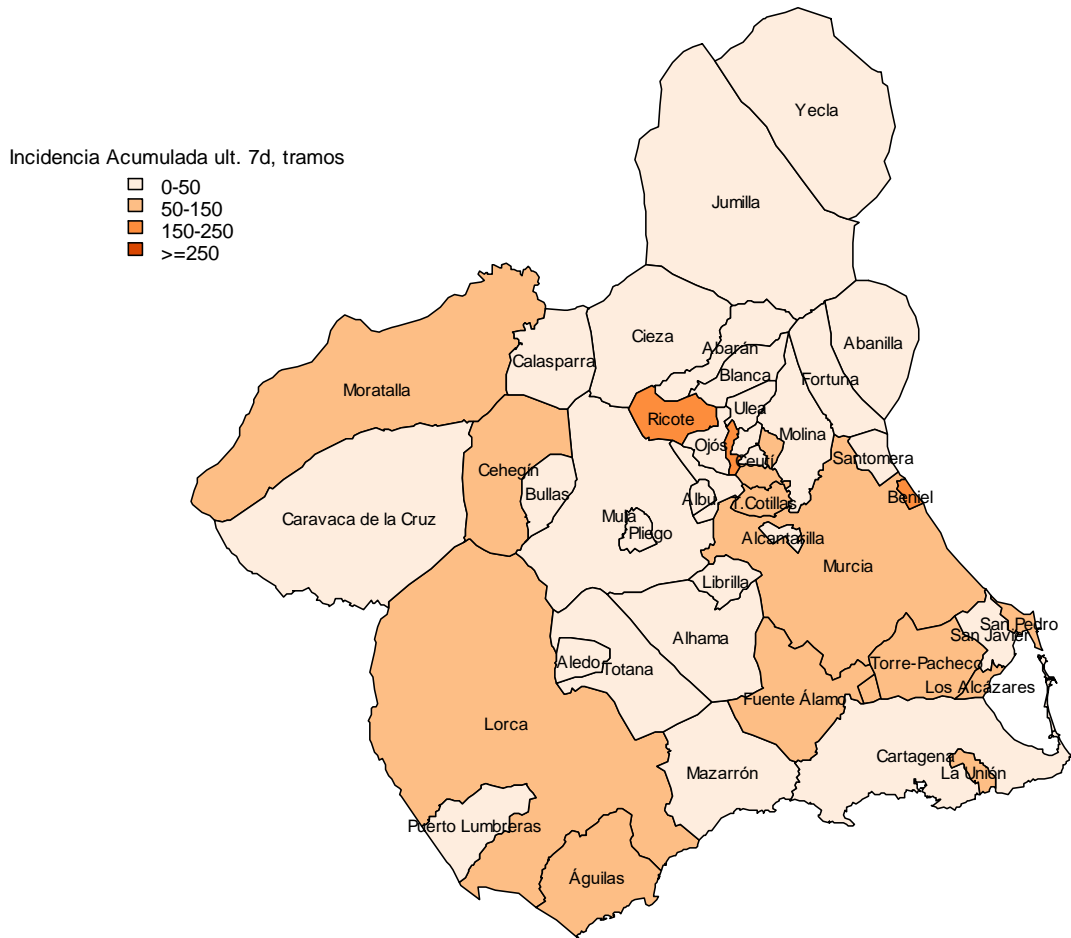 Yecla
Incidencia Acumulada ult. 7d, tramos
0-50
50-150
150-250
>=250
Jumilla
Cieza
Abarán
Abanilla
Calasparra
Blanca
Fortuna
Moratalla
Ulea
Ricote
Molina
Ojós
Ceutí
Santomera
Cehegín
Bullas
Albu
T.Cotillas
Beniel
Caravaca de la Cruz
Mula
Pliego
Alcantarilla
Murcia
Librilla
San Pedro
San Javier
Alhama
Aledo
Totana
Torre-Pacheco
Los Alcázares
Fuente Álamo
Lorca
Cartagena
Mazarrón
La Unión
Puerto Lumbreras
Águilas